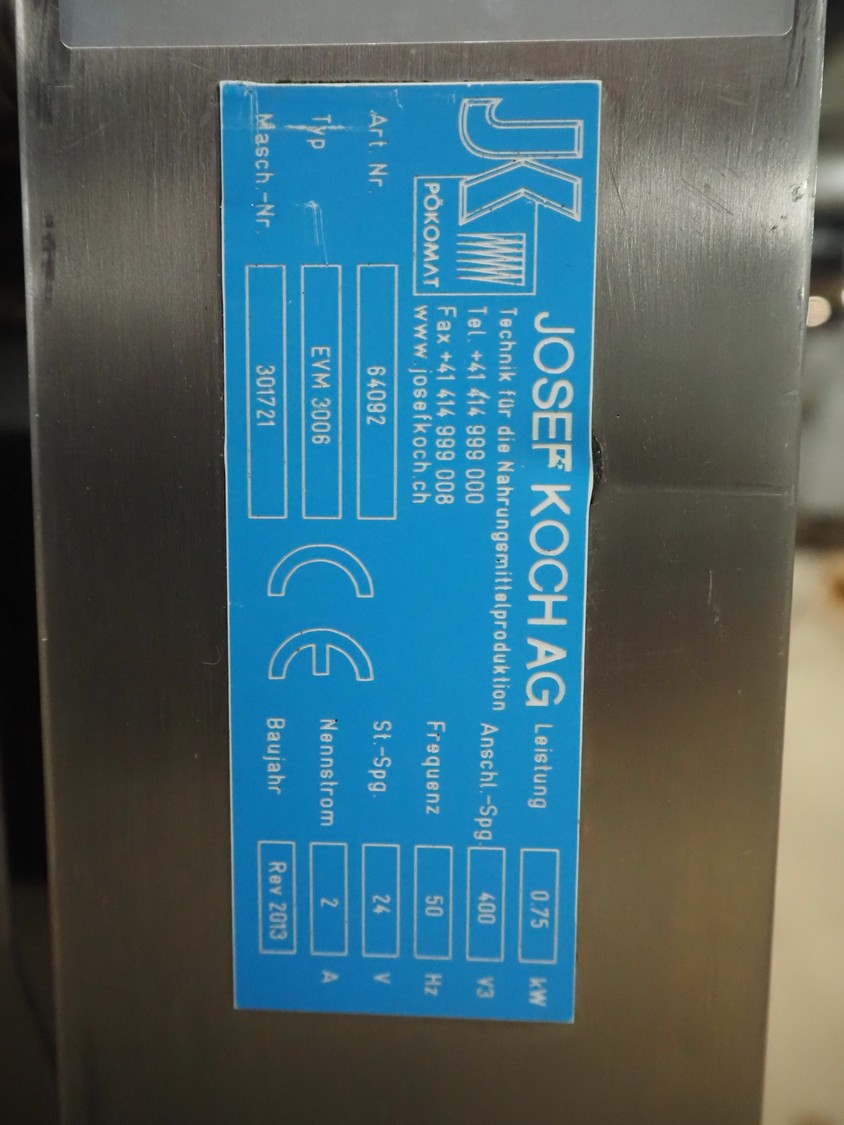 JK
PÖKOMAT
JOSEF KOCH AG
Technik für die Nahrungsmittelproduktion
Tel. +41 414 999 000
Fax +41 414 999 008
www.josefkoch.ch
Art. Nr. 64082
Typ EVM 3006
Masch.-Nr. 301721
CE
Leistung 0.75 kW
Anschl.-Spg. 400 V3
Frequenz 50 Hz
St.-Spg. 24 V
Nennstrom 2 A
Baujahr Rev 2013